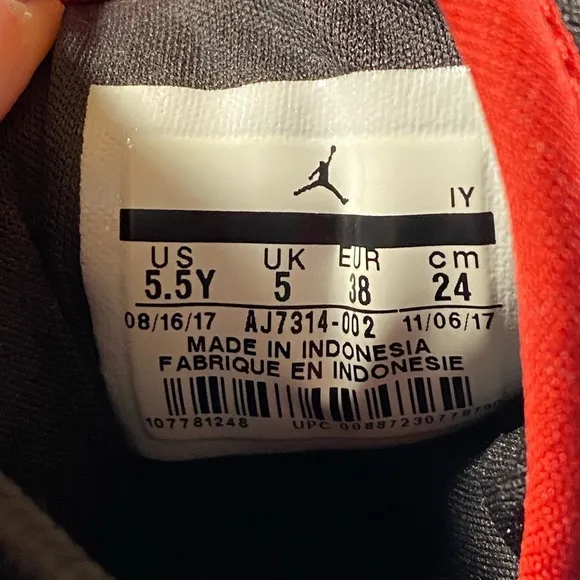 IY
US UK EUR cm
5.5Y 5 38 24
08/16/17 AJ7314-002 11/06/17
MADE IN INDONESIA
FABRIQUE EN INDONESIE
107781248 UPC